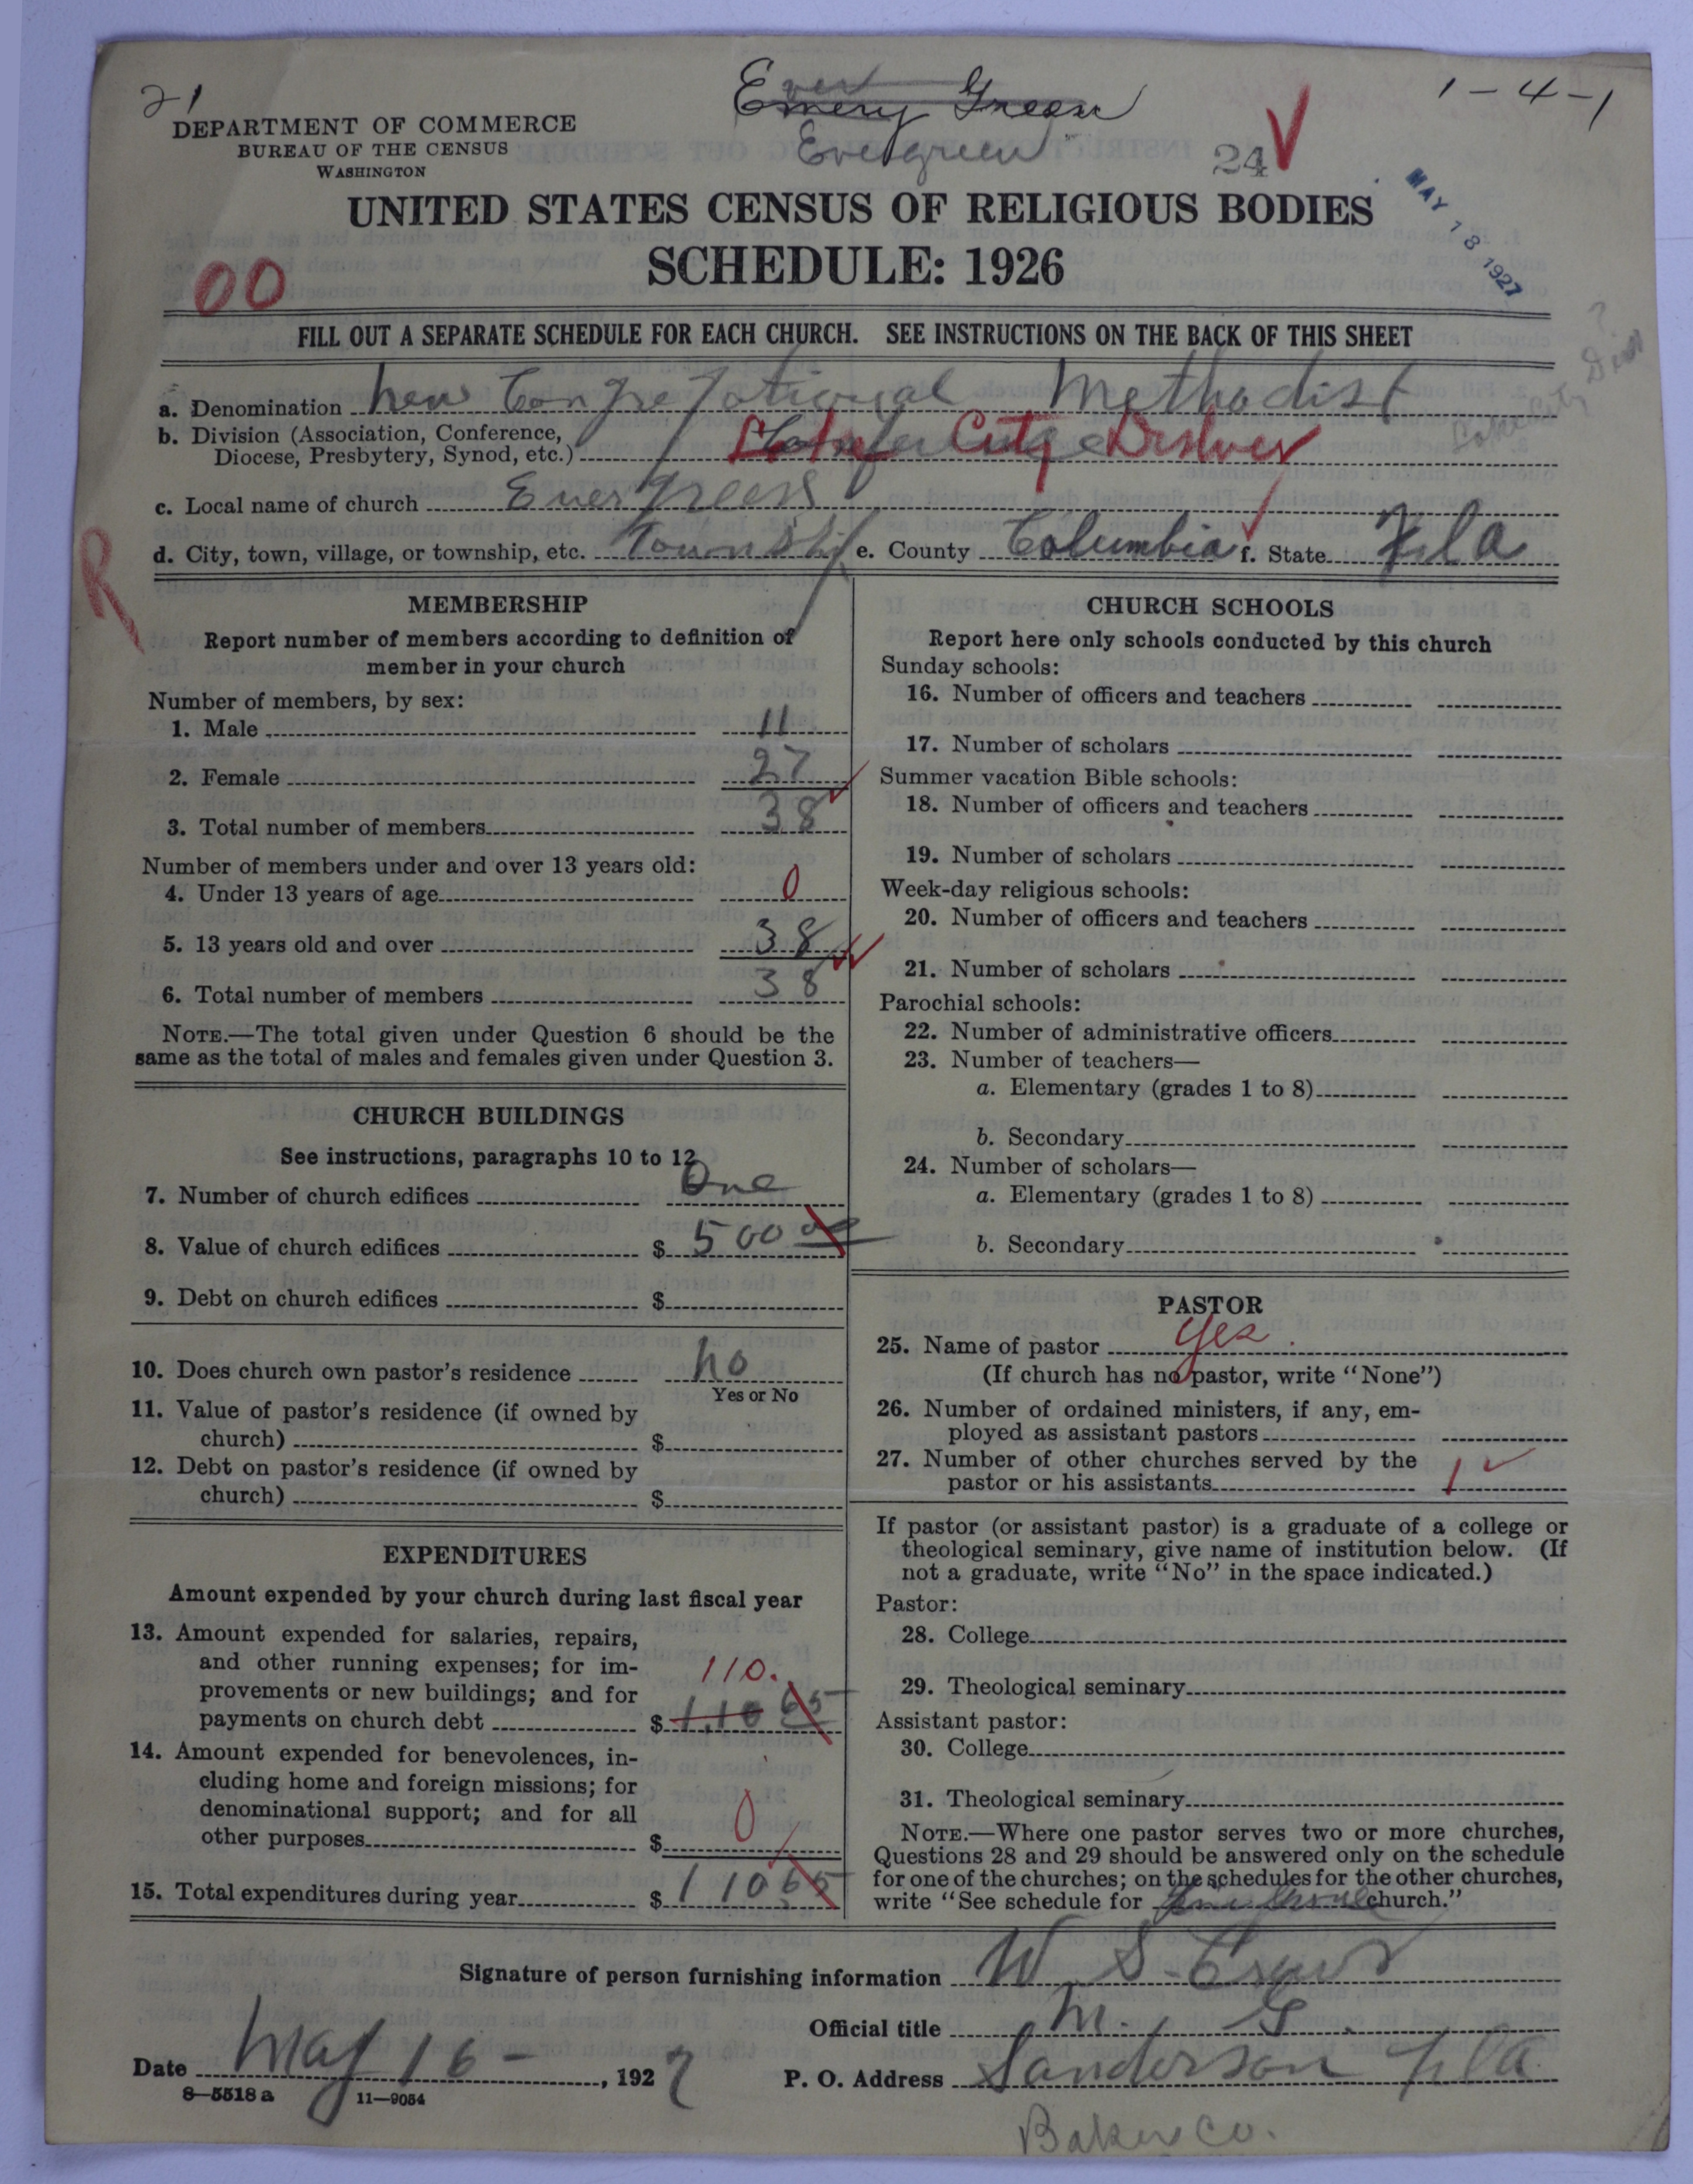 21
Emery Green
ver
Evergreen
1-4-1
DEPARTMENT OF COMMERCE
BUREAU OF THE CENSUS
WASHINGTON
24
MAY 18 1927
UNITED STATES CENSUS OF RELIGIOUS BODIES
SCHEDULE: 1926
00
FILL OUT A SEPARATE SCHEDULE FOR EACH CHURCH. SEE INSTRUCTIONS ON THE BACK OF THIS SHEET
a. Denomination New Congregational Methodist
b. Division (Association, Conference,
Diocese, Presbytery, Synod, etc.) Lake City
Lake City Dist
?
c. Local name of church Evergreen
d. City, town, village, or township, etc. Township e. County Columbia f. State Fla
R
MEMBERSHIP
Report number of members according to definition of
member in your church
Number of members, by sex:
1. Male 11
2. Female 27
3. Total number of members 38
Number of members under and over 13 years old:
4. Under 13 years of age 0
5. 13 years old and over 38
6. Total number of members 38
NOTE.—The total given under Question 6 should be the
same as the total of males and females given under Question 3.
CHURCH BUILDINGS
See instructions, paragraphs 10 to 12
7. Number of church edifices One
8. Value of church edifices $ 500 00
9. Debt on church edifices $
10. Does church own pastor's residence no
Yes or No
11. Value of pastor's residence (if owned by
church) $
12. Debt on pastor's residence (if owned by
church) $
EXPENDITURES
Amount expended by your church during last fiscal year
13. Amount expended for salaries, repairs,
and other running expenses; for im-
provements or new buildings; and for 110.
payments on church debt $ 1,10 65
14. Amount expended for benevolences, in-
cluding home and foreign missions; for
denominational support; and for all
other purposes $ 0
15. Total expenditures during year $ 110 65
CHURCH SCHOOLS
Report here only schools conducted by this church
Sunday schools:
16. Number of officers and teachers
17. Number of scholars
Summer vacation Bible schools:
18. Number of officers and teachers
19. Number of scholars
Week-day religious schools:
20. Number of officers and teachers
21. Number of scholars
Parochial schools:
22. Number of administrative officers
23. Number of teachers—
a. Elementary (grades 1 to 8)
b. Secondary
24. Number of scholars—
a. Elementary (grades 1 to 8)
b. Secondary
PASTOR
25. Name of pastor Yes
(If church has no pastor, write "None")
26. Number of ordained ministers, if any, em-
ployed as assistant pastors
27. Number of other churches served by the
pastor or his assistants 1
If pastor (or assistant pastor) is a graduate of a college or
theological seminary, give name of institution below. (If
not a graduate, write "No" in the space indicated.)
Pastor:
28. College
29. Theological seminary
Assistant pastor:
30. College
31. Theological seminary
NOTE.—Where one pastor serves two or more churches,
Questions 28 and 29 should be answered only on the schedule
for one of the churches; on the schedules for the other churches,
write "See schedule for church."
Signature of person furnishing information W. S.
Official title M. G.
Date May 16 - , 1927
P. O. Address Sanderson Fla
8—5518 a 11—9054
Baker Co.